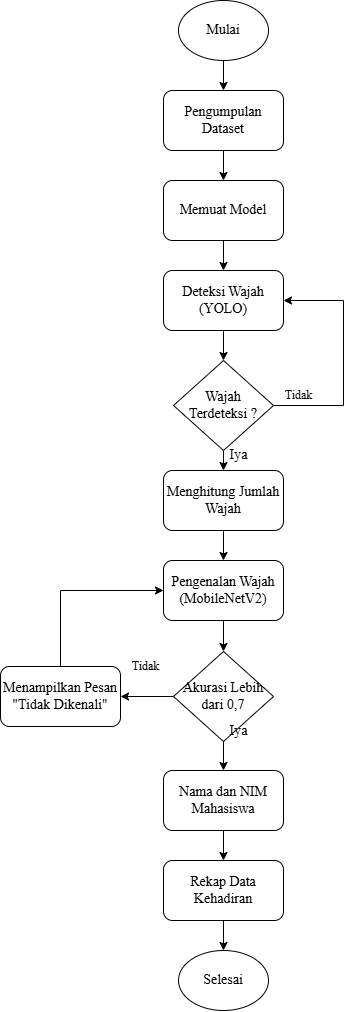 Mulai
Pengumpulan
Dataset
Memuat Model
Deteksi Wajah
(YOLO)
Wajah
Terdeteksi ?
Tidak
Iya
Menghitung Jumlah
Wajah
Pengenalan Wajah
(MobileNetV2)
Tidak
Menampilkan Pesan
"Tidak Dikenali"
Akurasi Lebih
dari 0,7
Iya
Nama dan NIM
Mahasiswa
Rekap Data
Kehadiran
Selesai